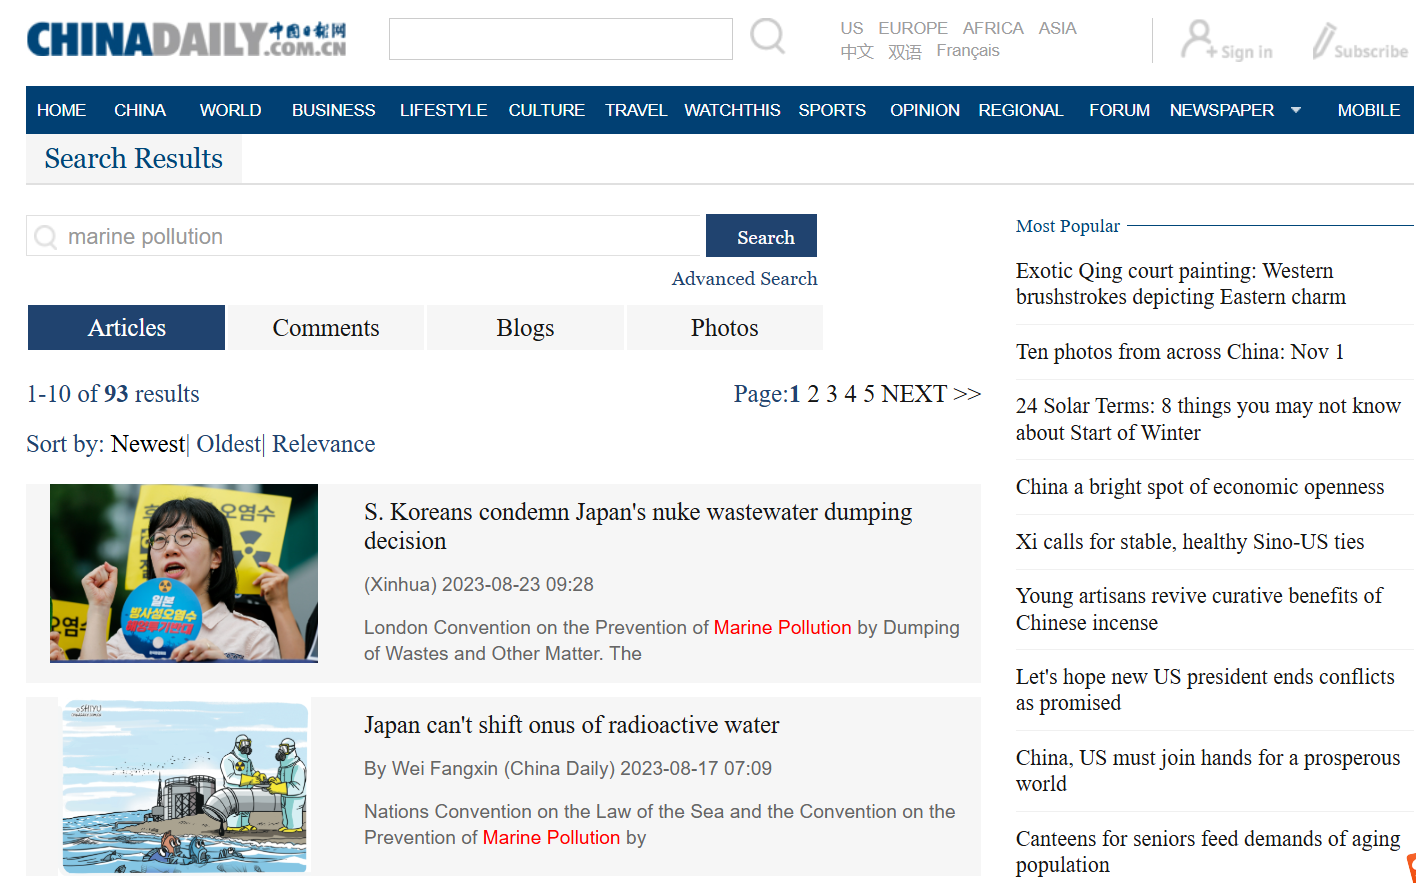 CHINADAILY.COM.CN 中国日报网
US EUROPE AFRICA ASIA
中文 双语 Français
Sign in
Subscribe
HOME CHINA WORLD BUSINESS LIFESTYLE CULTURE TRAVEL WATCHTHIS SPORTS OPINION REGIONAL FORUM NEWSPAPER MOBILE
Search Results
marine pollution
Search
Advanced Search
Articles Comments Blogs Photos
1-10 of 93 results
Page:1 2 3 4 5 NEXT >>
Sort by: Newest| Oldest| Relevance
오염수
일본
방사성오염수
해양투기반대
S. Koreans condemn Japan's nuke wastewater dumping
decision
(Xinhua) 2023-08-23 09:28
London Convention on the Prevention of Marine Pollution by Dumping
of Wastes and Other Matter. The
SHIYU
Japan can't shift onus of radioactive water
By Wei Fangxin (China Daily) 2023-08-17 07:09
Nations Convention on the Law of the Sea and the Convention on the
Prevention of Marine Pollution by
Most Popular
Exotic Qing court painting: Western
brushstrokes depicting Eastern charm
Ten photos from across China: Nov 1
24 Solar Terms: 8 things you may not know
about Start of Winter
China a bright spot of economic openness
Xi calls for stable, healthy Sino-US ties
Young artisans revive curative benefits of
Chinese incense
Let's hope new US president ends conflicts
as promised
China, US must join hands for a prosperous
world
Canteens for seniors feed demands of aging
population